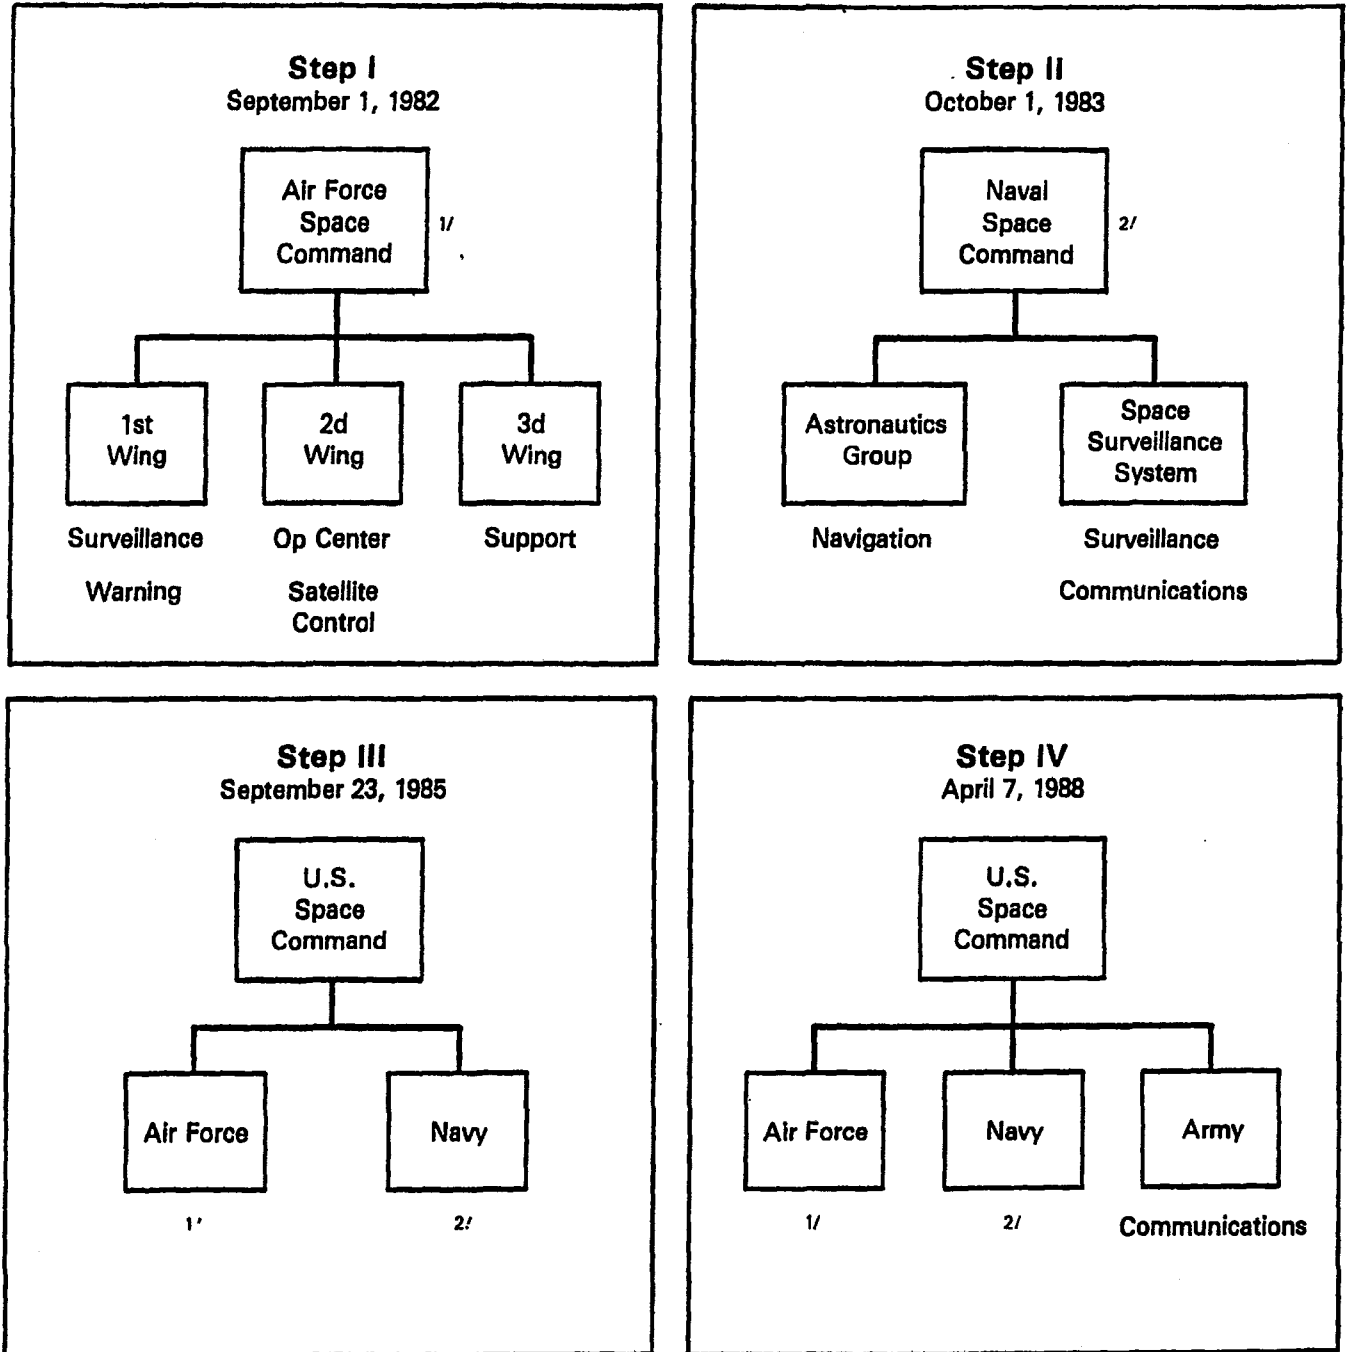 Step I
September 1, 1982
Air Force
Space
Command
1/
1st
Wing
2d
Wing
3d
Wing
Surveillance
Op Center
Support
Warning
Satellite
Control
Step II
October 1, 1983
Naval
Space
Command
2/
Astronautics
Group
Space
Surveillance
System
Navigation
Surveillance
Communications
Step III
September 23, 1985
U.S.
Space
Command
Air Force
Navy
1/
2/
Step IV
April 7, 1988
U.S.
Space
Command
Air Force
Navy
Army
1/
2/
Communications